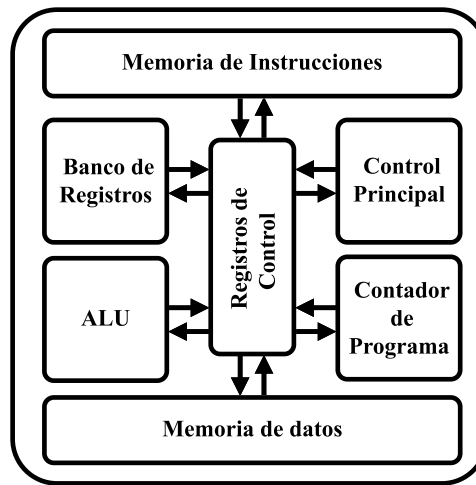 Memoria de Instrucciones
Banco de
Registros
Registros de
Control
Control
Principal
ALU
Contador
de
Programa
Memoria de datos